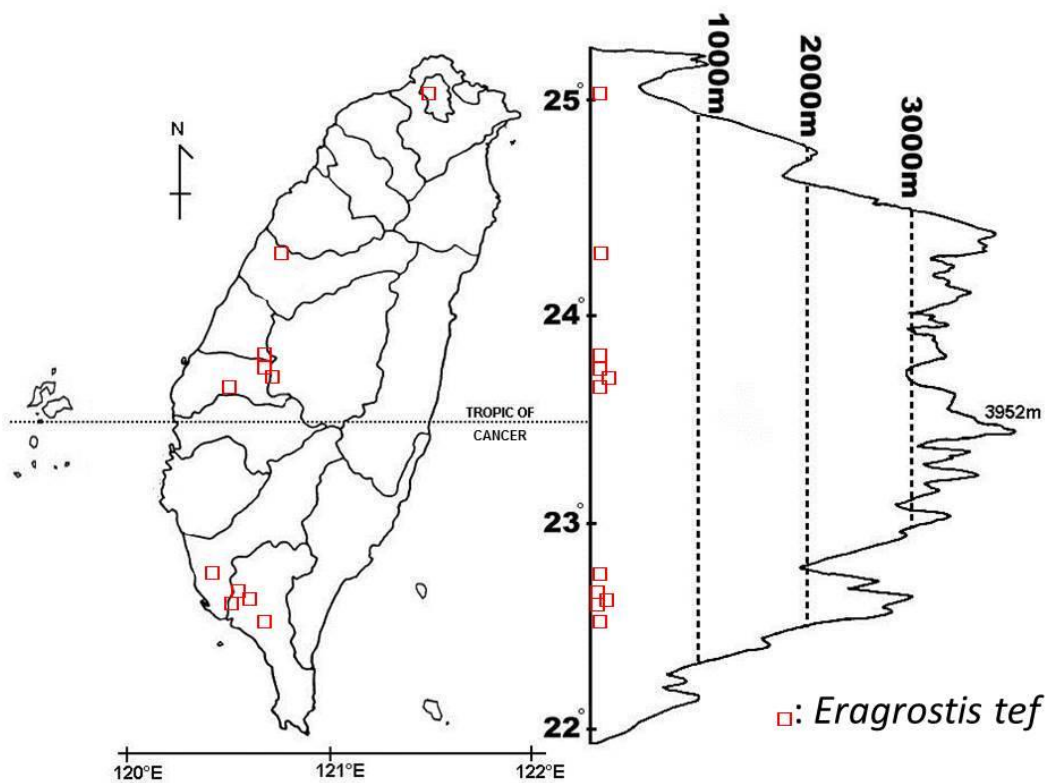 1000m
2000m
3000m
25°
N
24°
3952m
TROPIC OF
CANCER
23°
22°
: Eragrostis tef
120°E
121°E
122°E